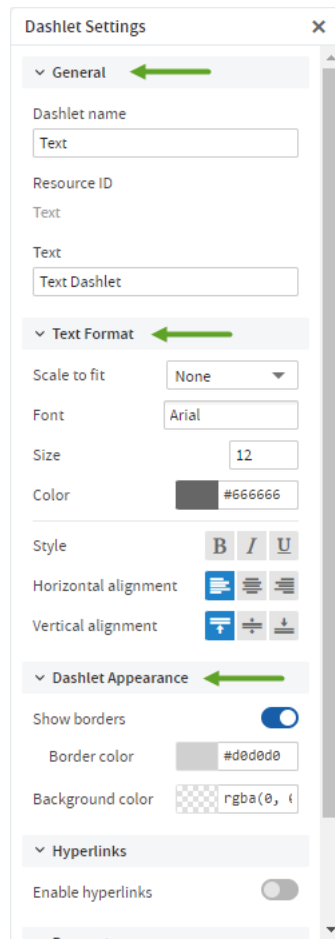 Dashlet Settings
General
Dashlet name
Text
Resource ID
Text
Text
Text Dashlet
Text Format
Scale to fit None
Font Arial
Size 12
Color #666666
Style B I U
Horizontal alignment
Vertical alignment
Dashlet Appearance
Show borders
Border color #d0d0d0
Background color rgba(0,
Hyperlinks
Enable hyperlinks